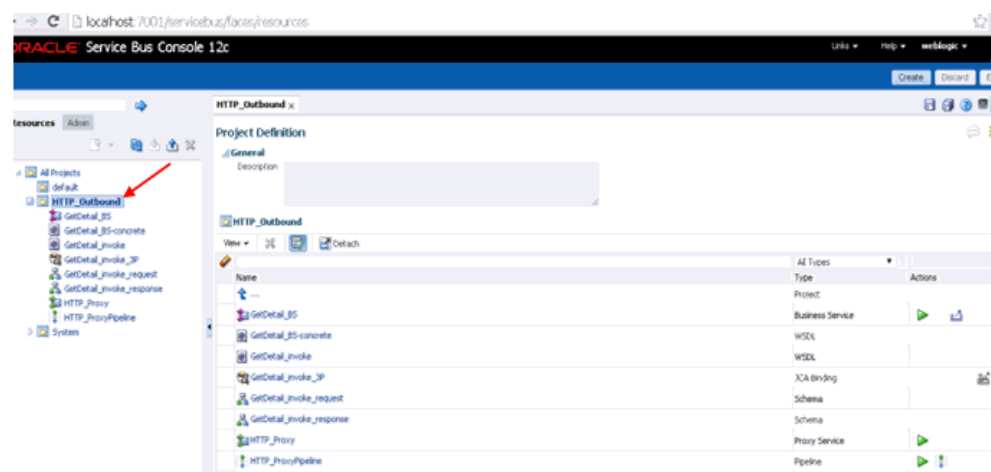 localhost:7001/servicebus/faces/resources
ORACLE Service Bus Console 12c
Links
Help
weblogic
Create
Discard
HTTP_Outbound x
Resources
Admin
Project Definition
General
Description
All Projects
default
HTTP_Outbound
GetDetail_BS
GetDetail_BS-concrete
GetDetail_invoke
GetDetail_invoke_JP
GetDetail_invoke_request
GetDetail_invoke_response
HTTP_Proxy
HTTP_ProxyPipeline
System
HTTP_Outbound
View
Detach
All Types
Name Type Actions
... Project
GetDetail_BS Business Service
GetDetail_BS-concrete WSDL
GetDetail_invoke WSDL
GetDetail_invoke_JP JCA Binding
GetDetail_invoke_request Schema
GetDetail_invoke_response Schema
HTTP_Proxy Proxy Service
HTTP_ProxyPipeline Pipeline